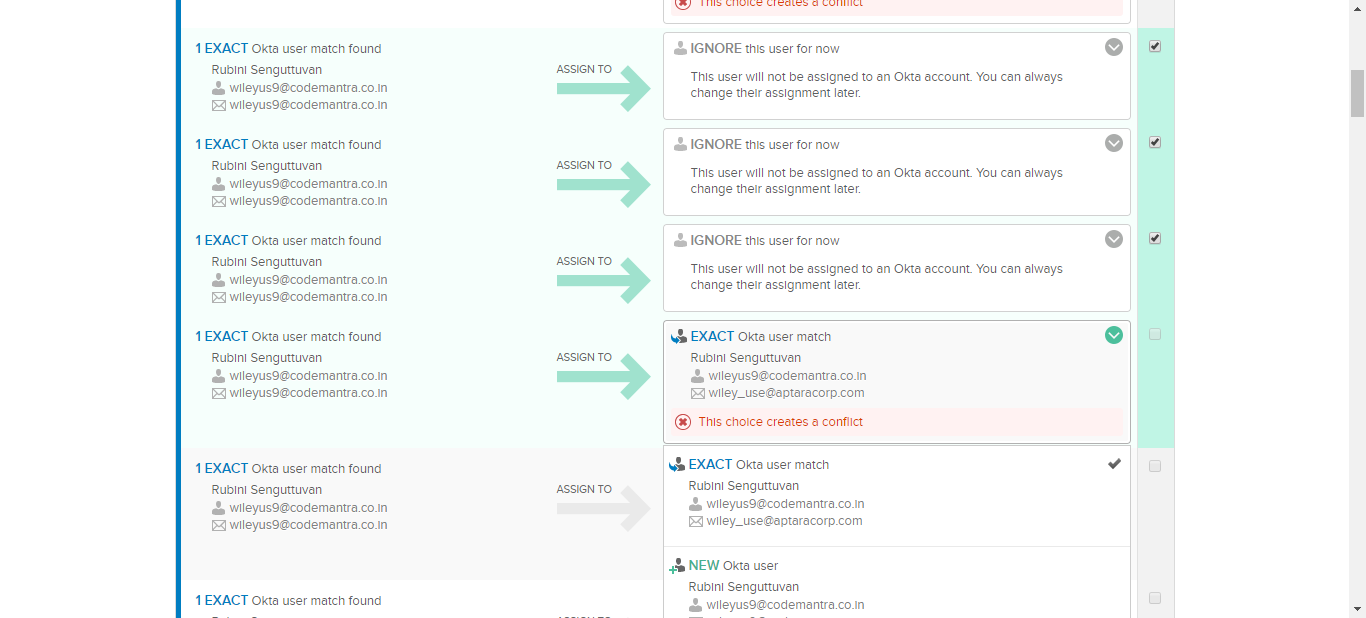 This choice creates a conflict
1 EXACT Okta user match found
Rubini Senguttuvan
wileyus9@codemantra.co.in
wileyus9@codemantra.co.in
ASSIGN TO
IGNORE this user for now
This user will not be assigned to an Okta account. You can always
change their assignment later.
1 EXACT Okta user match found
Rubini Senguttuvan
wileyus9@codemantra.co.in
wileyus9@codemantra.co.in
ASSIGN TO
IGNORE this user for now
This user will not be assigned to an Okta account. You can always
change their assignment later.
1 EXACT Okta user match found
Rubini Senguttuvan
wileyus9@codemantra.co.in
wileyus9@codemantra.co.in
ASSIGN TO
IGNORE this user for now
This user will not be assigned to an Okta account. You can always
change their assignment later.
1 EXACT Okta user match found
Rubini Senguttuvan
wileyus9@codemantra.co.in
wileyus9@codemantra.co.in
ASSIGN TO
EXACT Okta user match
Rubini Senguttuvan
wileyus9@codemantra.co.in
wiley_use@aptaracorp.com
This choice creates a conflict
1 EXACT Okta user match found
Rubini Senguttuvan
wileyus9@codemantra.co.in
wileyus9@codemantra.co.in
ASSIGN TO
EXACT Okta user match
Rubini Senguttuvan
wileyus9@codemantra.co.in
wiley_use@aptaracorp.com
NEW Okta user
Rubini Senguttuvan
wileyus9@codemantra.co.in
1 EXACT Okta user match found